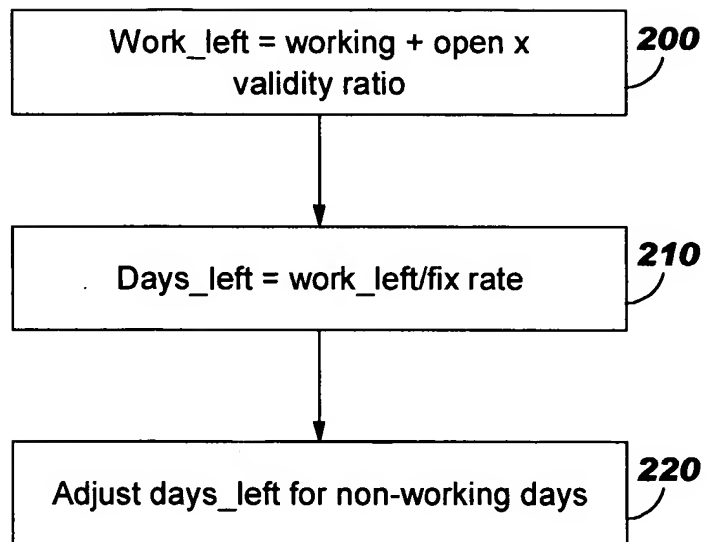 Work_left = working + open x
validity ratio
200
Days_left = work_left/fix rate
210
Adjust days_left for non-working days
220